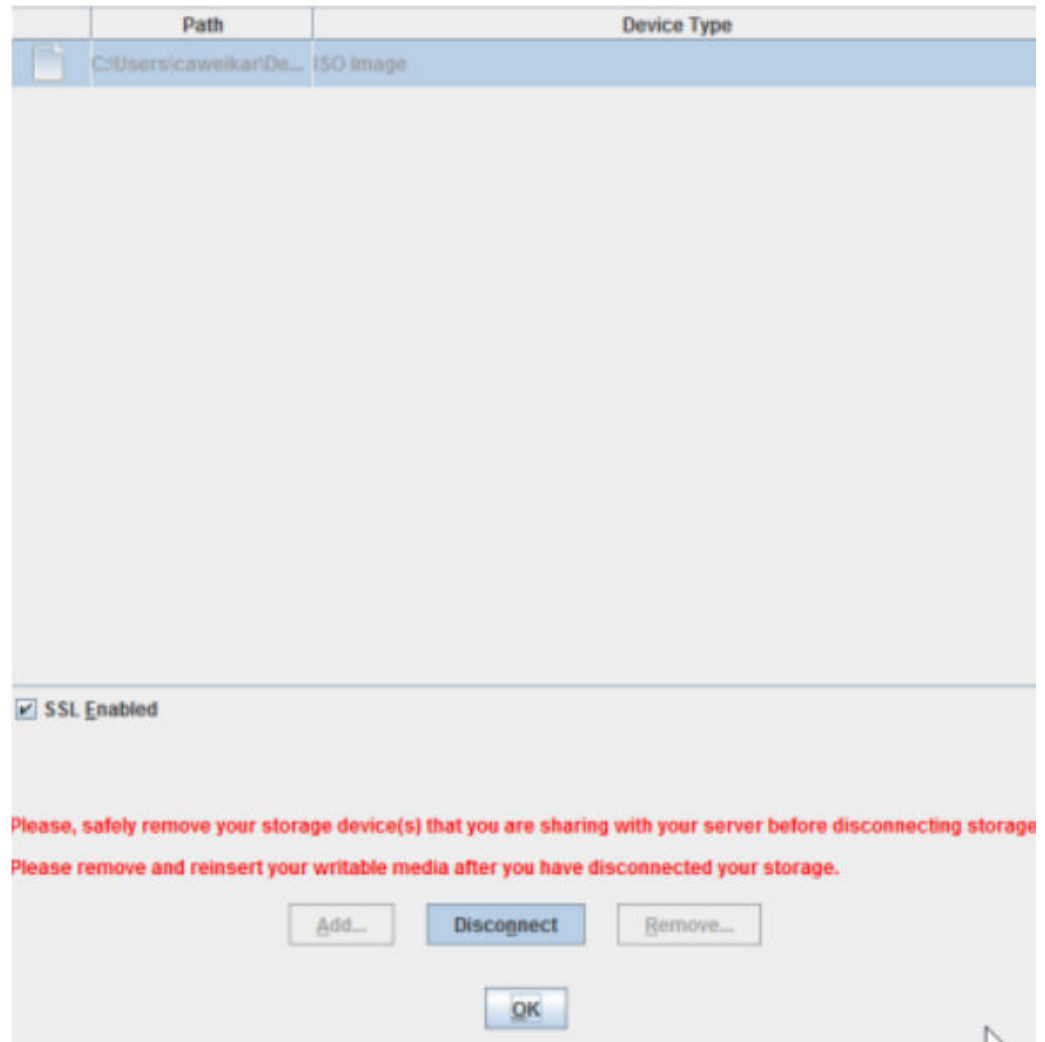 Path Device Type
C:\Users\caweikar\De... ISO Image
SSL Enabled
Please, safely remove your storage device(s) that you are sharing with your server before disconnecting storage
Please remove and reinsert your writable media after you have disconnected your storage.
Add... Disconnect Remove...
OK